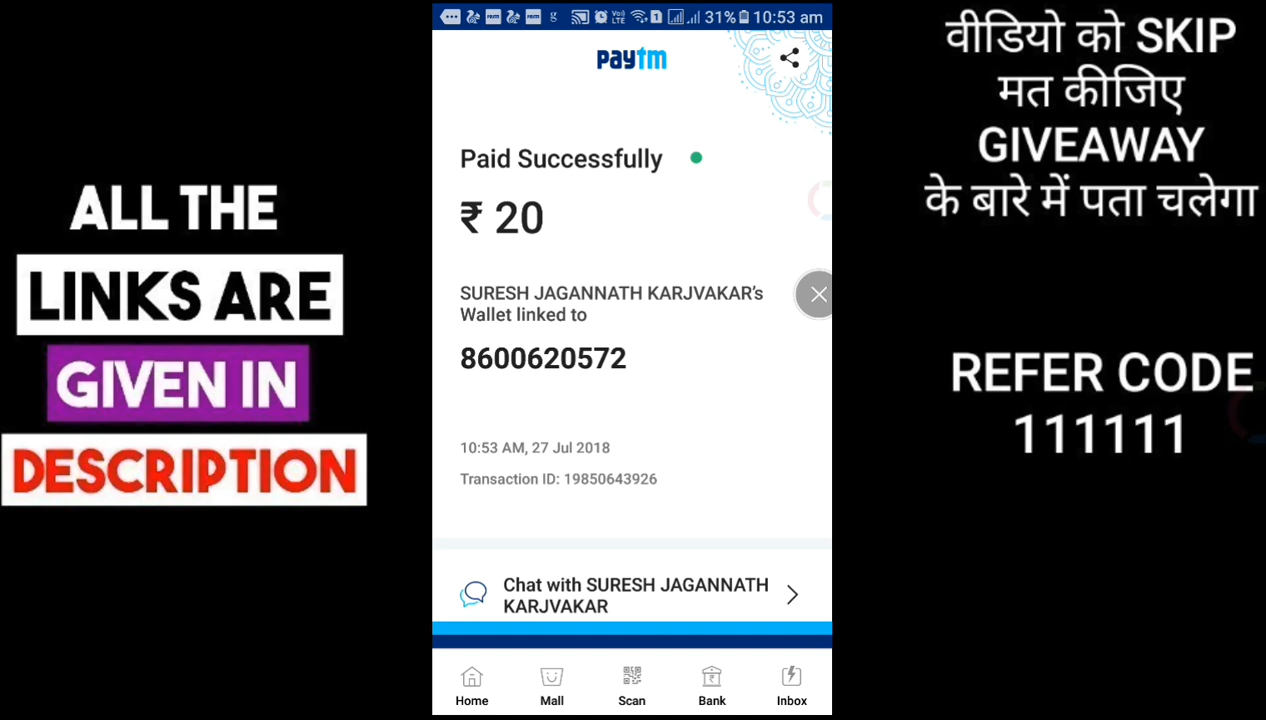 ALL THE
LINKS ARE
GIVEN IN
DESCRIPTION
31% 10:53 am
paytm
Paid Successfully
₹ 20
SURESH JAGANNATH KARJVAKAR's
Wallet linked to
8600620572
10:53 AM, 27 Jul 2018
Transaction ID: 19850643926
Chat with SURESH JAGANNATH
KARJVAKAR
Home Mall Scan Bank Inbox
वीडियो को SKIP
मत कीजिए
GIVEAWAY
के बारे में पता चलेगा
REFER CODE
111111